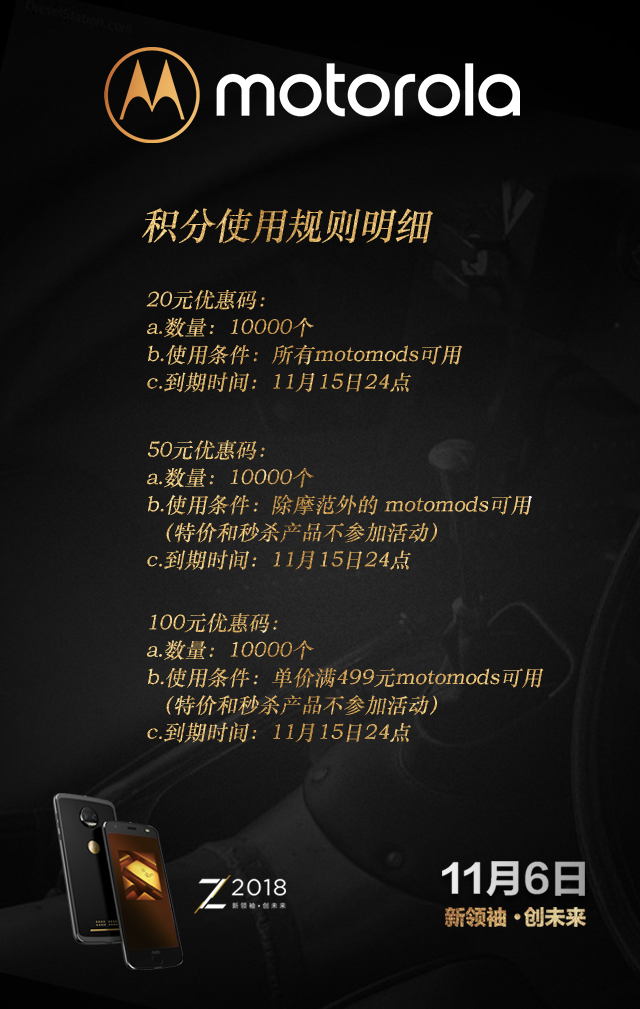 DieselStation.com
motorola
积分使用规则明细
20元优惠码：
a.数量：10000个
b.使用条件：所有motomods可用
c.到期时间：11月15日24点
50元优惠码：
a.数量：10000个
b.使用条件：除摩范外的 motomods可用
（特价和秒杀产品不参加活动）
c.到期时间：11月15日24点
100元优惠码：
a.数量：10000个
b.使用条件：单价满499元motomods可用
（特价和秒杀产品不参加活动）
c.到期时间：11月15日24点
Z 2018
新领袖·创未来
11月6日
新领袖·创未来